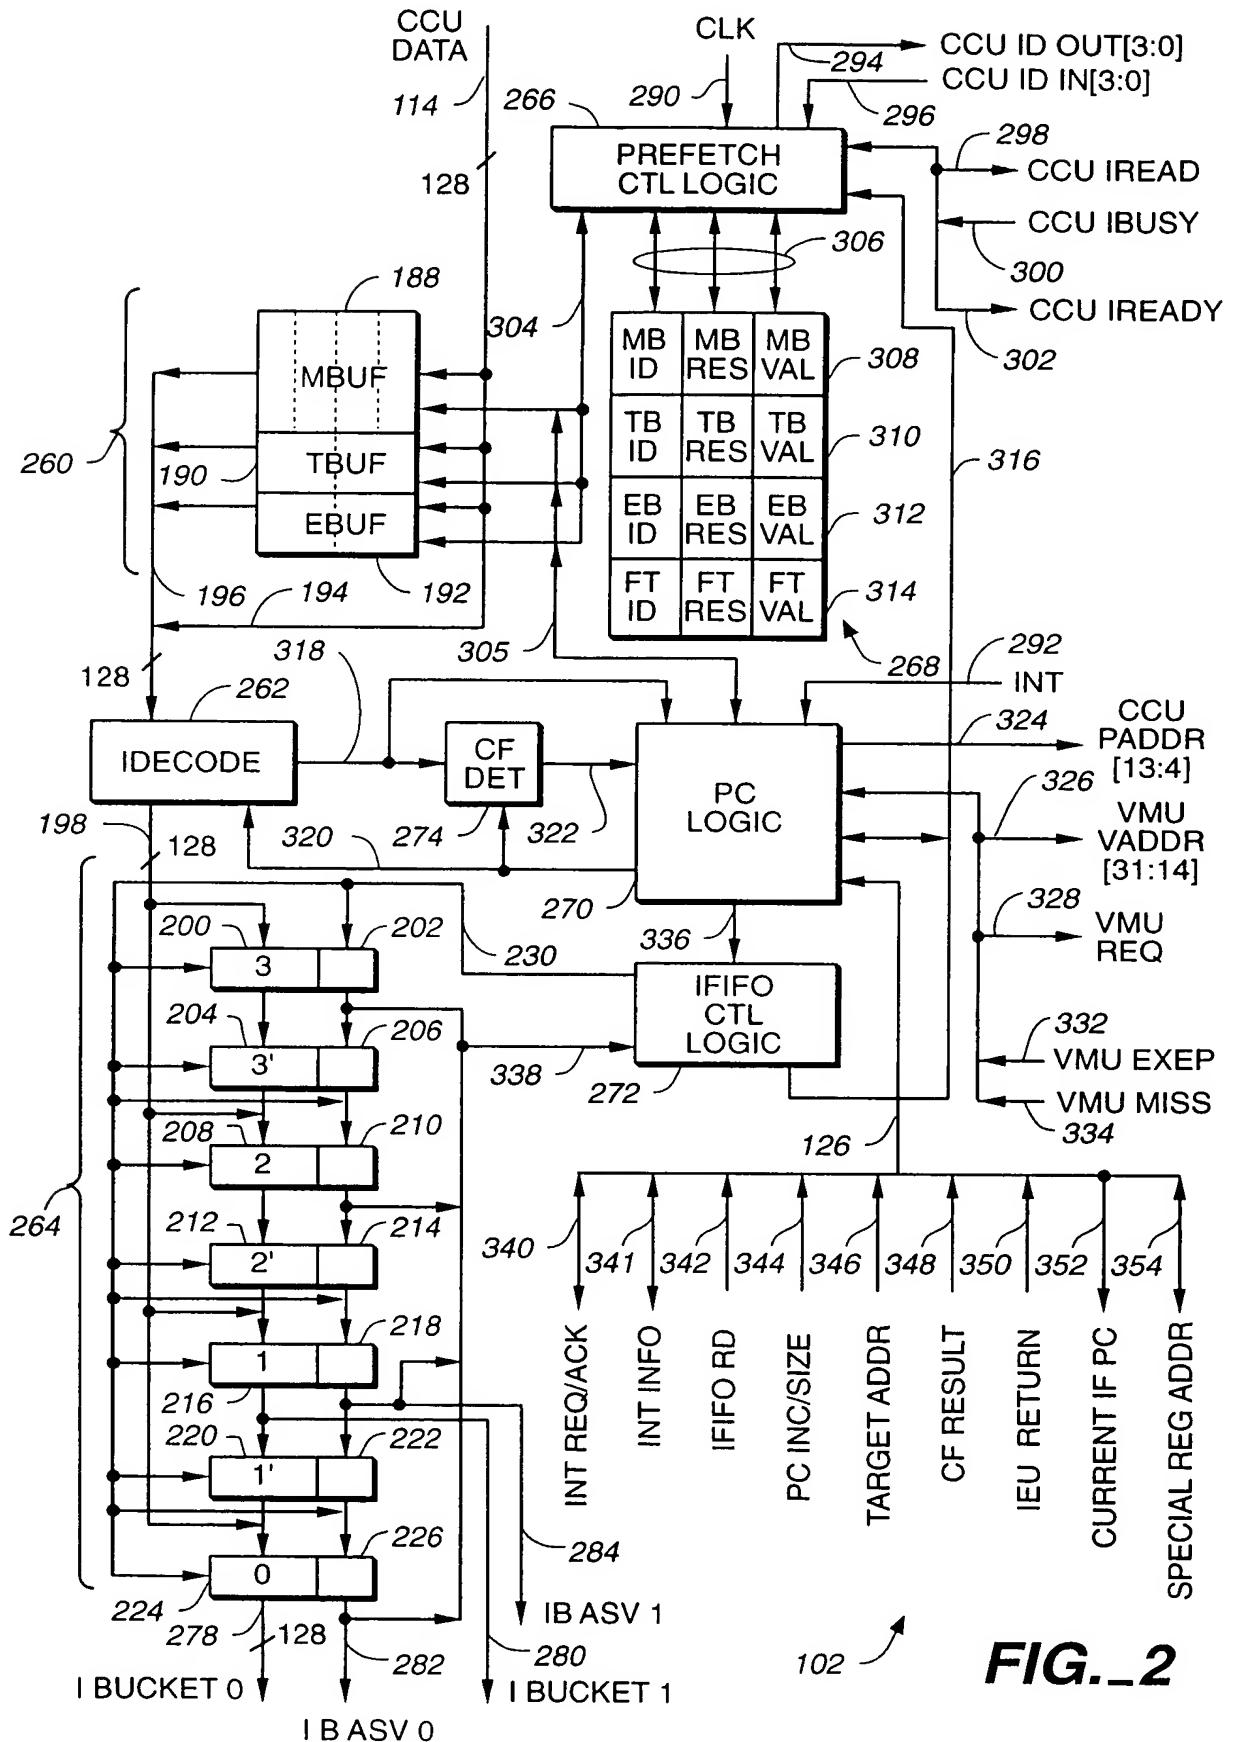 CCU
DATA
CLK
CCU ID OUT[3:0]
294
CCU ID IN[3:0]
114
290
266
296
298
PREFETCH
CTL LOGIC
128
CCU IREAD
CCU IBUSY
306
300
188
304
CCU IREADY
302
MB
ID
MB
RES
MB
VAL
308
MBUF
TB
ID
TB
RES
TB
VAL
310
260
190
TBUF
316
EB
ID
EB
RES
EB
VAL
312
EBUF
FT
ID
FT
RES
FT
VAL
314
196
194
192
318
305
268
292
128
262
INT
324
CCU
PADDR
[13:4]
IDECODE
CF
DET
PC
LOGIC
326
198
128
320
274
322
VMU
VADDR
[31:14]
270
328
200
202
230
336
VMU
REQ
3
IFIFO
CTL
LOGIC
204
206
332
3'
338
VMU EXEP
272
VMU MISS
208
210
334
2
126
264
212
214
340
341
342
344
346
348
350
352
354
2'
218
1
216
INT REQ/ACK
INT INFO
IFIFO RD
PC INC/SIZE
TARGET ADDR
CF RESULT
IEU RETURN
CURRENT IF PC
SPECIAL REG ADDR
220
222
1'
226
284
0
224
IB ASV 1
278
128
282
280
102
FIG._2
I BUCKET 0
I BUCKET 1
I B ASV 0